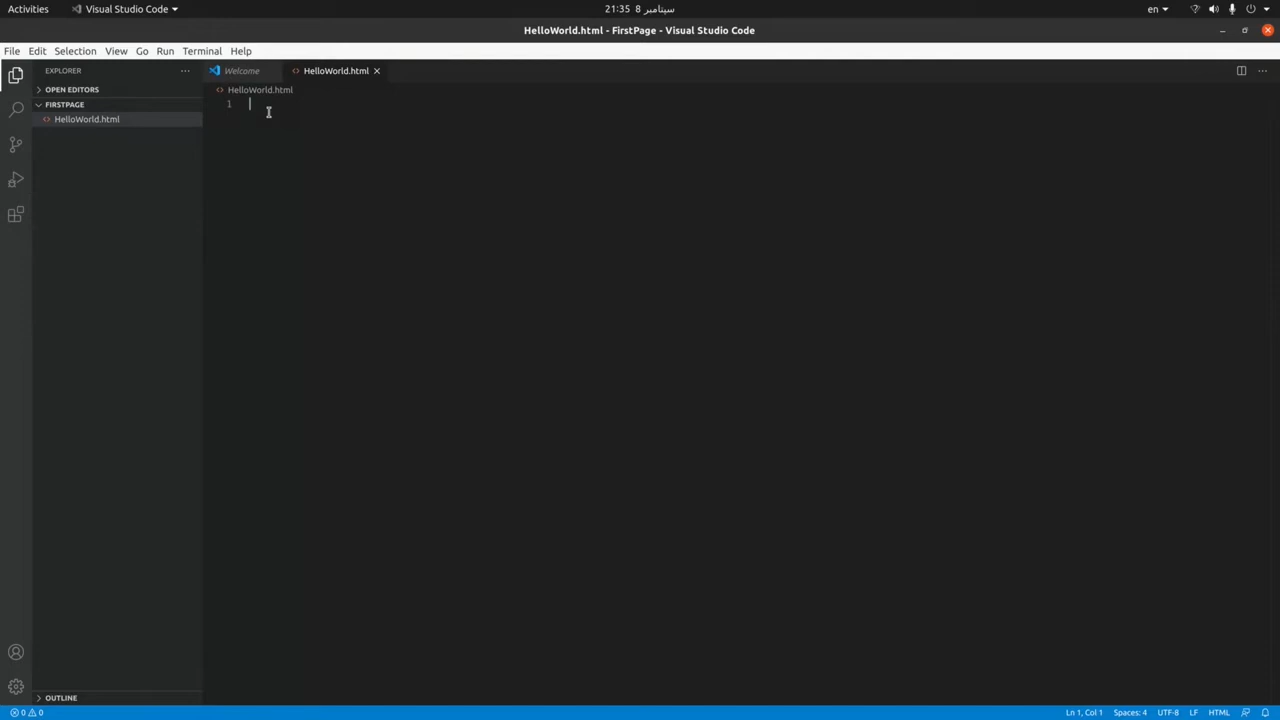 Activities Visual Studio Code 21:35 8 سپتامبر en
HelloWorld.html - FirstPage - Visual Studio Code
File Edit Selection View Go Run Terminal Help
EXPLORER
Welcome HelloWorld.html
OPEN EDITORS
HelloWorld.html
FIRSTPAGE
1
HelloWorld.html
OUTLINE
0 0 Ln 1, Col 1 Spaces: 4 UTF-8 LF HTML